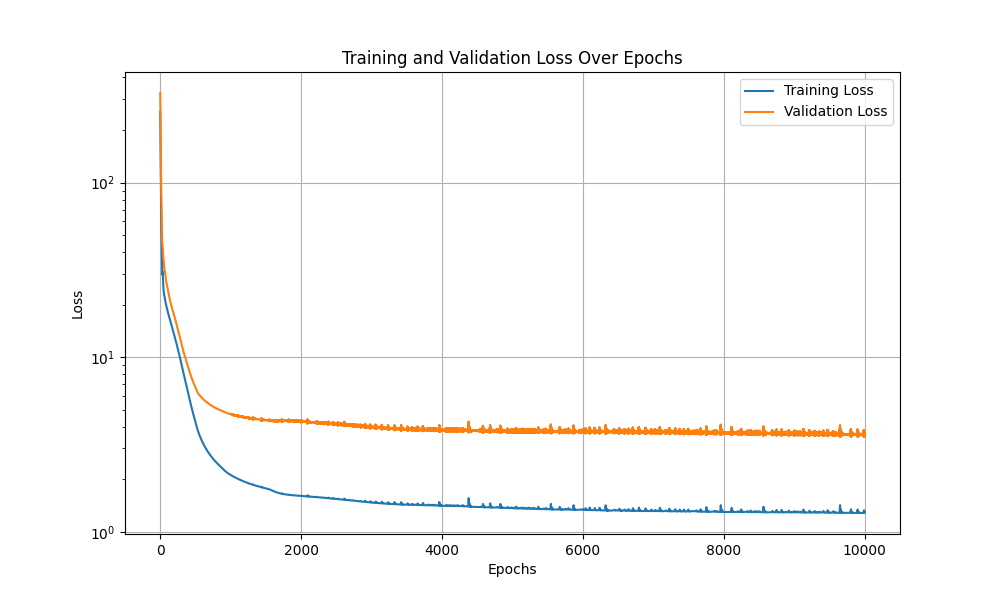 Training and Validation Loss Over Epochs
Training Loss
Validation Loss
Loss
10²
10¹
10⁰
0 2000 4000 6000 8000 10000
Epochs